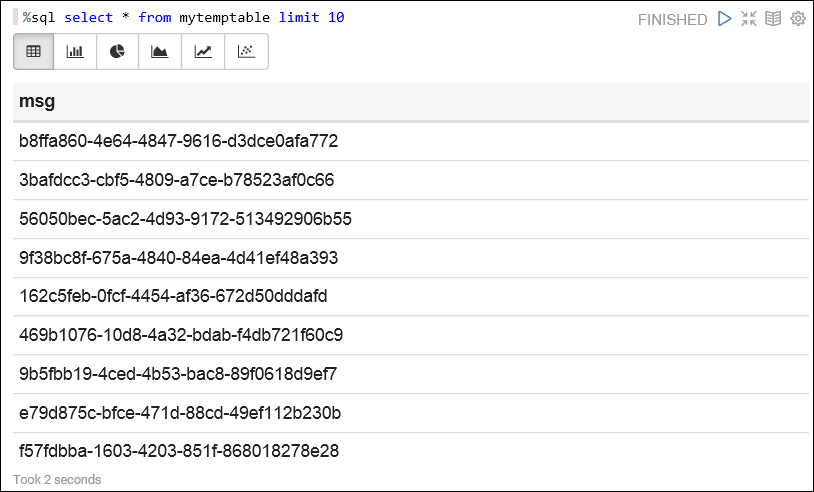 %sql select * from mytemptable limit 10
FINISHED
msg
b8ffa860-4e64-4847-9616-d3dce0afa772
3bafdcc3-cbf5-4809-a7ce-b78523af0c66
56050bec-5ac2-4d93-9172-513492906b55
9f38bc8f-675a-4840-84ea-4d41ef48a393
162c5feb-0fcf-4454-af36-672d50dddafd
469b1076-10d8-4a32-bdab-f4db721f60c9
9b5fbb19-4ced-4b53-bac8-89f0618d9ef7
e79d875c-bfce-471d-88cd-49ef112b230b
f57fdbba-1603-4203-851f-868018278e28
Took 2 seconds